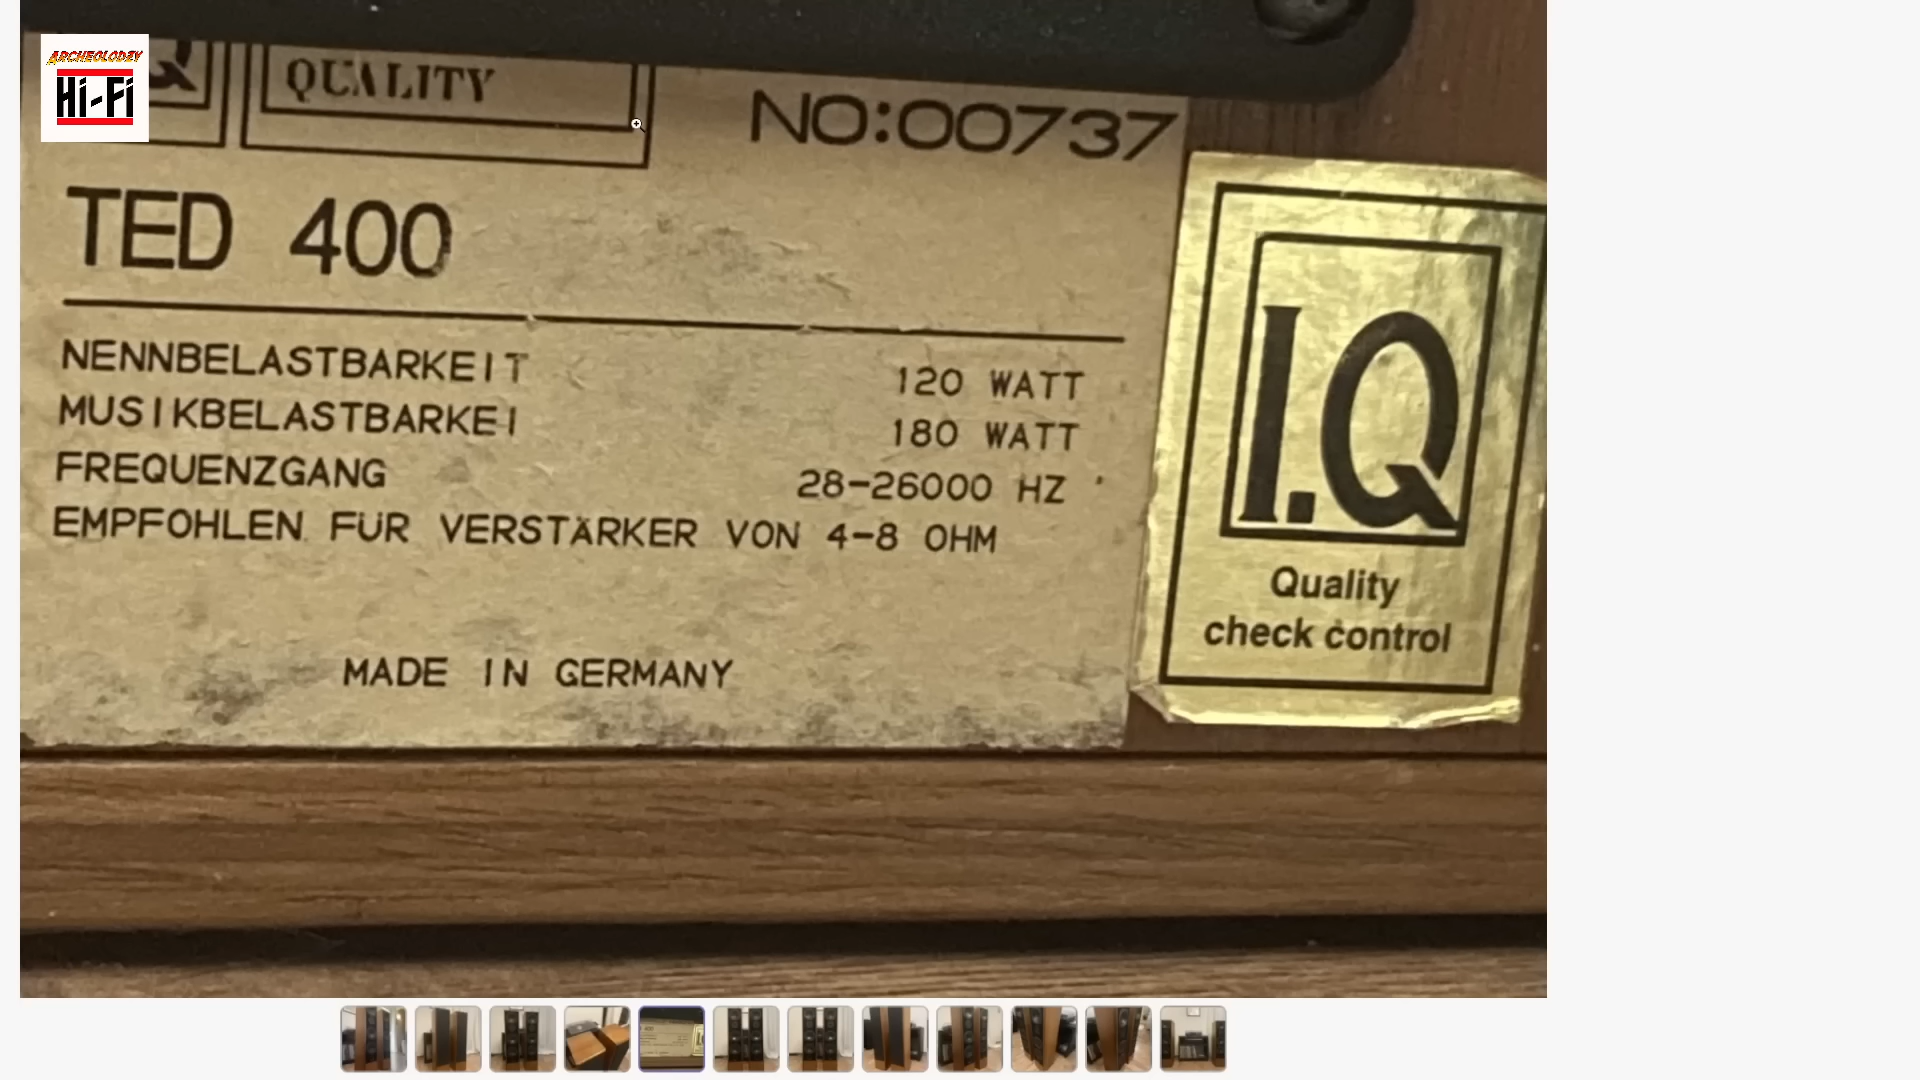 ARCHEOLODZY
Hi-Fi
Q
QUALITY
NO:00737
TED 400
NENNBELASTBARKEIT 120 WATT
MUSIKBELASTBARKEI 180 WATT
FREQUENZGANG 28-26000 HZ
EMPFOHLEN FÜR VERSTÄRKER VON 4-8 OHM
MADE IN GERMANY
I.Q
Quality
check control